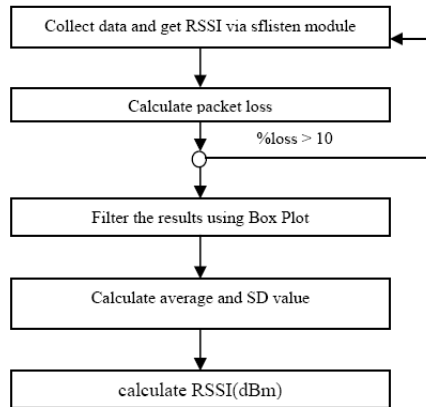 Collect data and get RSSI via sflisten module
Calculate packet loss
%loss > 10
Filter the results using Box Plot
Calculate average and SD value
calculate RSSI(dBm)